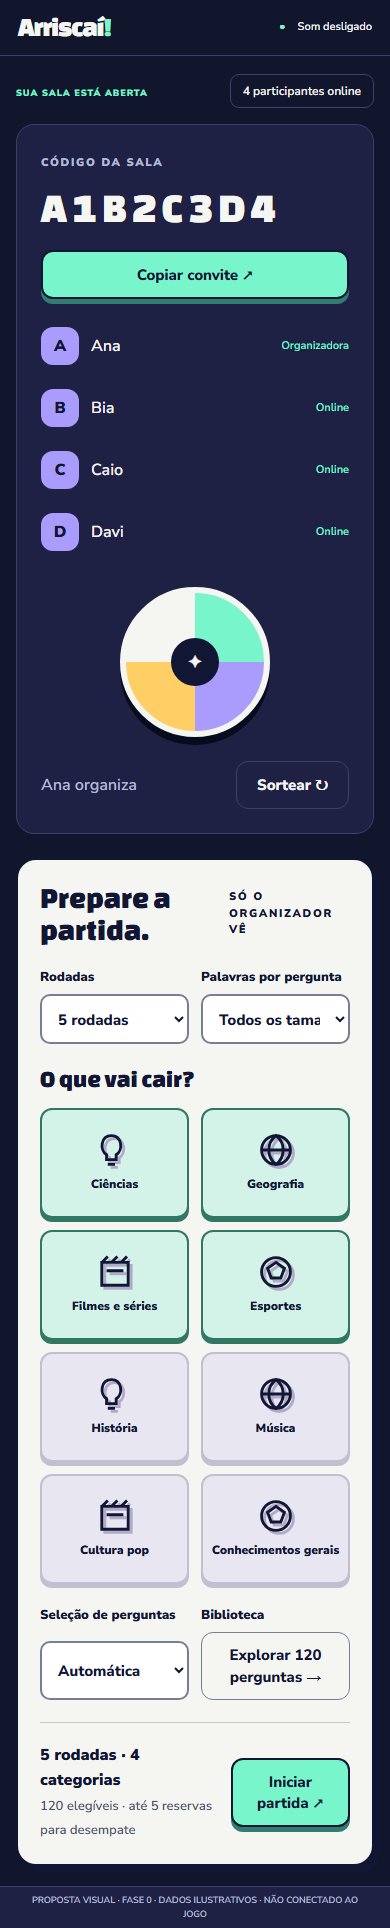 Arriscaí!
Som desligado
SUA SALA ESTÁ ABERTA
4 participantes online
CÓDIGO DA SALA
A1B2C3D4
Copiar convite ↗
A Ana Organizadora
B Bia Online
C Caio Online
D Davi Online
Ana organiza
Sortear ↻
Prepare a
partida.
SÓ O
ORGANIZADOR
VÊ
Rodadas
Palavras por pergunta
5 rodadas
Todos os tama
O que vai cair?
Ciências
Geografia
Filmes e séries
Esportes
História
Música
Cultura pop
Conhecimentos gerais
Seleção de perguntas
Biblioteca
Automática
Explorar 120
perguntas →
5 rodadas · 4
categorias
120 elegíveis · até 5 reservas
para desempate
Iniciar
partida ↗
PROPOSTA VISUAL · FASE 0 · DADOS ILUSTRATIVOS · NÃO CONECTADO AO
JOGO